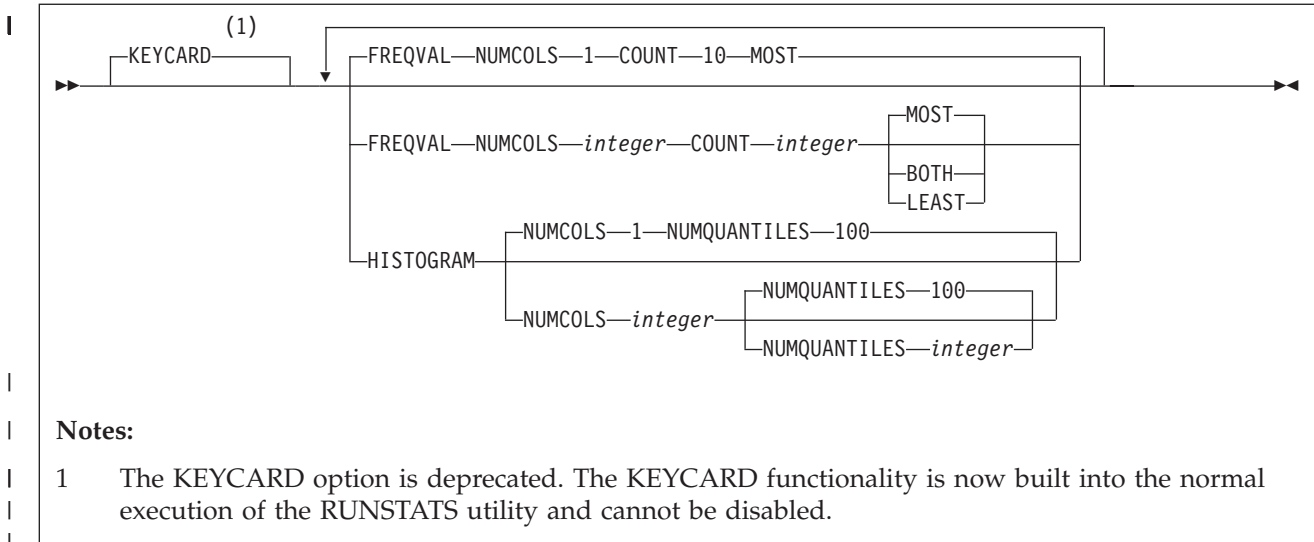 (1)
KEYCARD
FREQVAL NUMCOLS 1 COUNT 10 MOST
MOST
FREQVAL NUMCOLS integer COUNT integer
BOTH
LEAST
NUMCOLS 1 NUMQUANTILES 100
HISTOGRAM
NUMQUANTILES 100
NUMCOLS integer
NUMQUANTILES integer
Notes:
1 The KEYCARD option is deprecated. The KEYCARD functionality is now built into the normal
execution of the RUNSTATS utility and cannot be disabled.